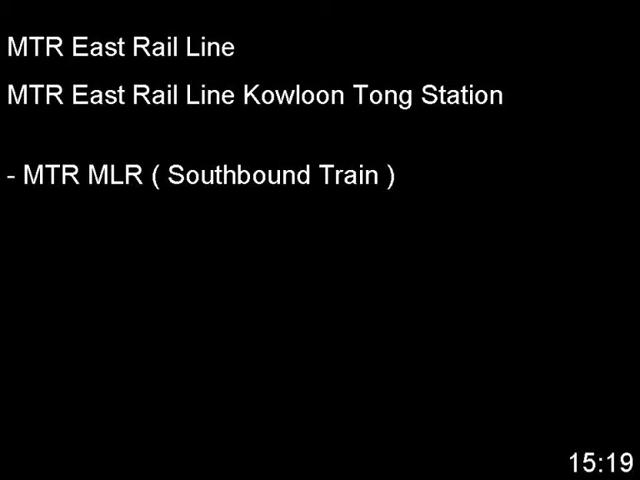 MTR East Rail Line
MTR East Rail Line Kowloon Tong Station
- MTR MLR ( Southbound Train )
15:19